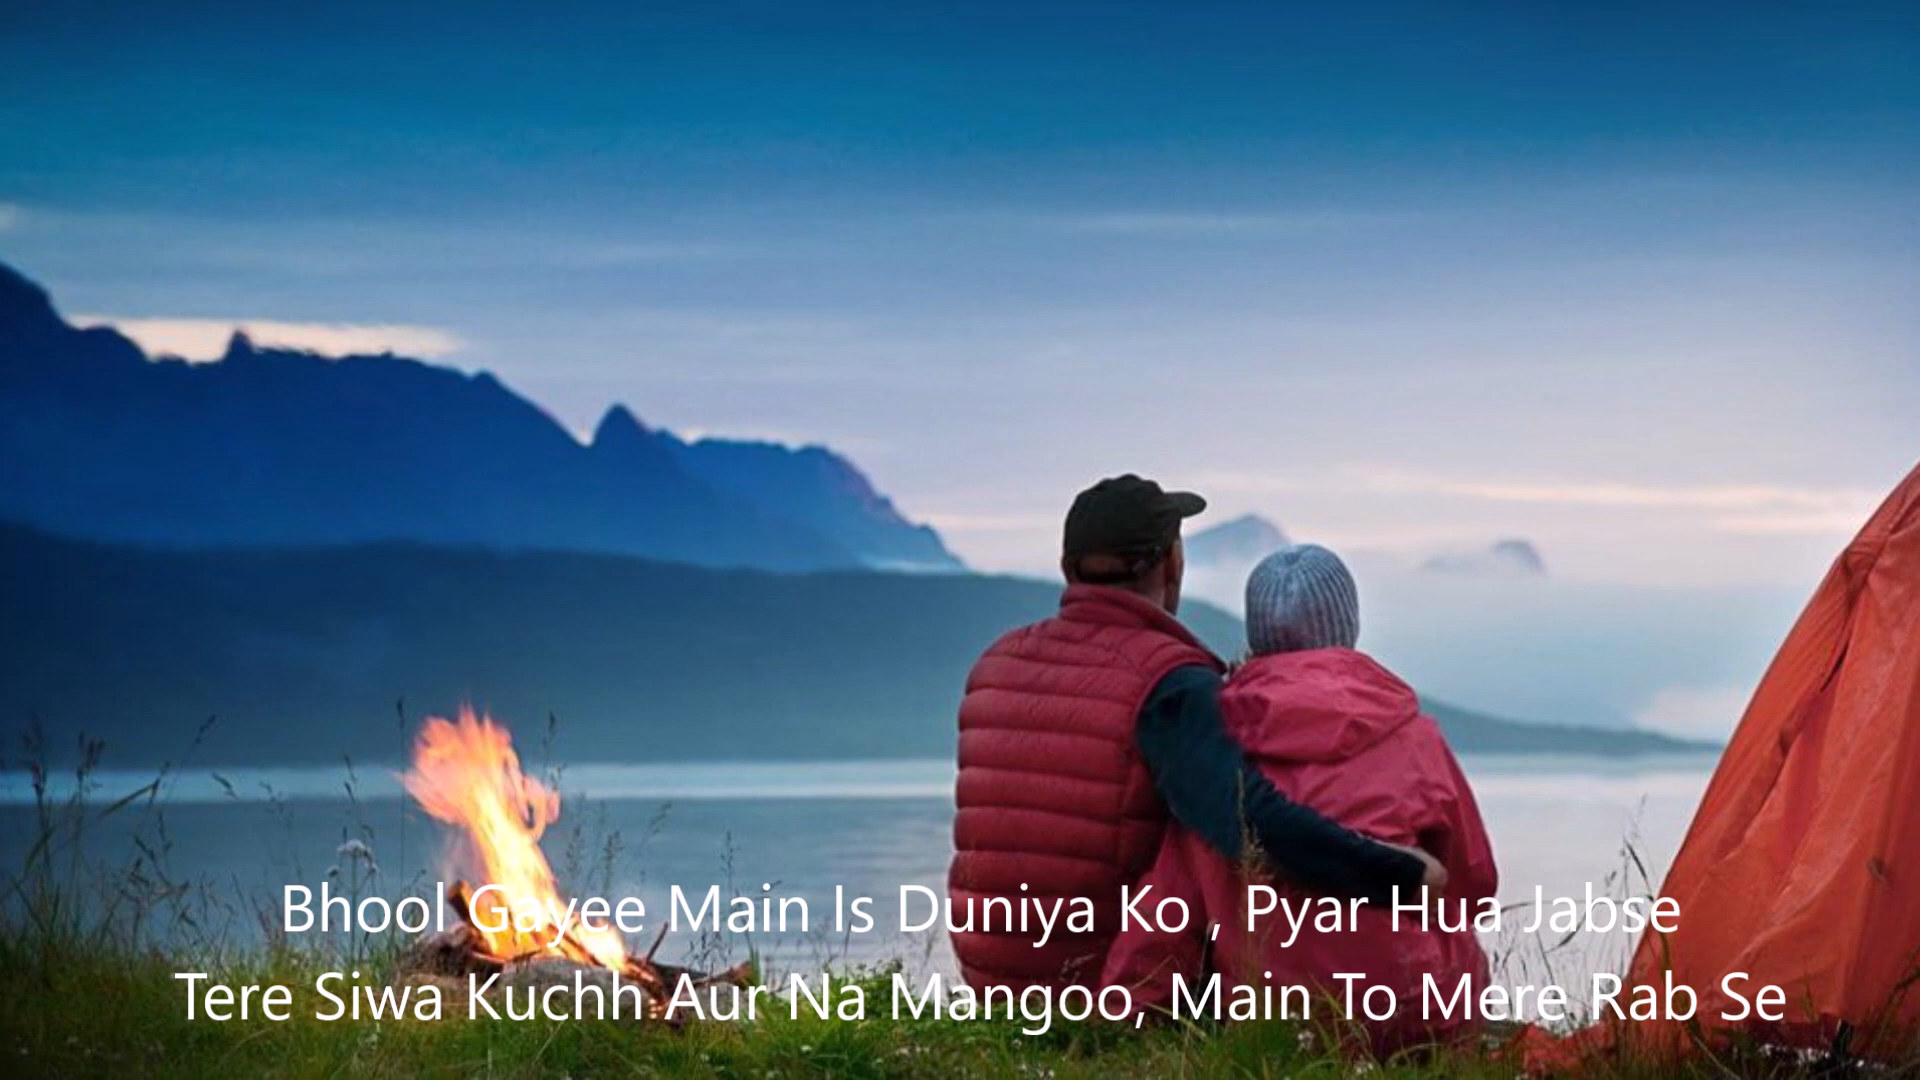 Bhool Gayee Main Is Duniya Ko , Pyar Hua Jabse
Tere Siwa Kuchh Aur Na Mangoo, Main To Mere Rab Se